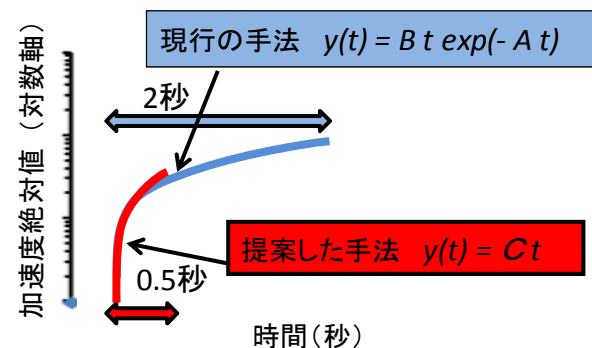 現行の手法 y(t) = B t exp(- A t)
2秒
加速度絶対値（対数軸）
提案した手法 y(t) = C t
0.5秒
時間(秒)